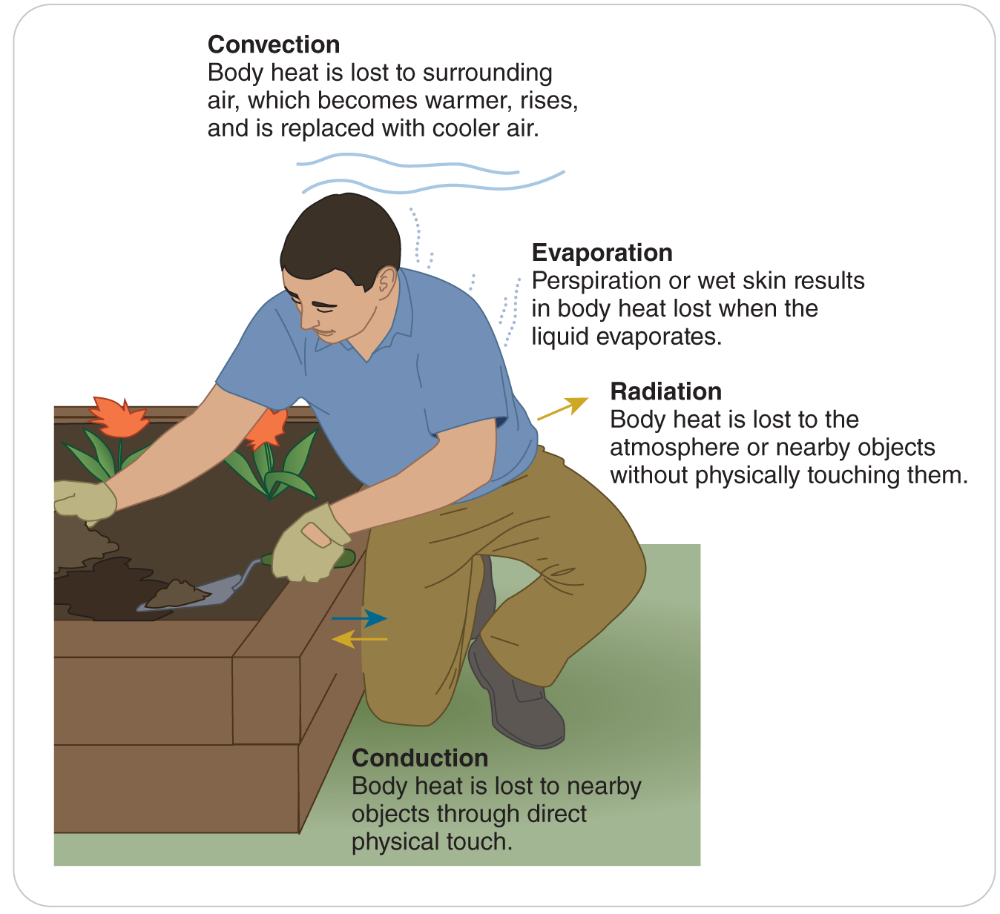 Convection
Body heat is lost to surrounding
air, which becomes warmer, rises,
and is replaced with cooler air.
Evaporation
Perspiration or wet skin results
in body heat lost when the
liquid evaporates.
Radiation
Body heat is lost to the
atmosphere or nearby objects
without physically touching them.
Conduction
Body heat is lost to nearby
objects through direct
physical touch.